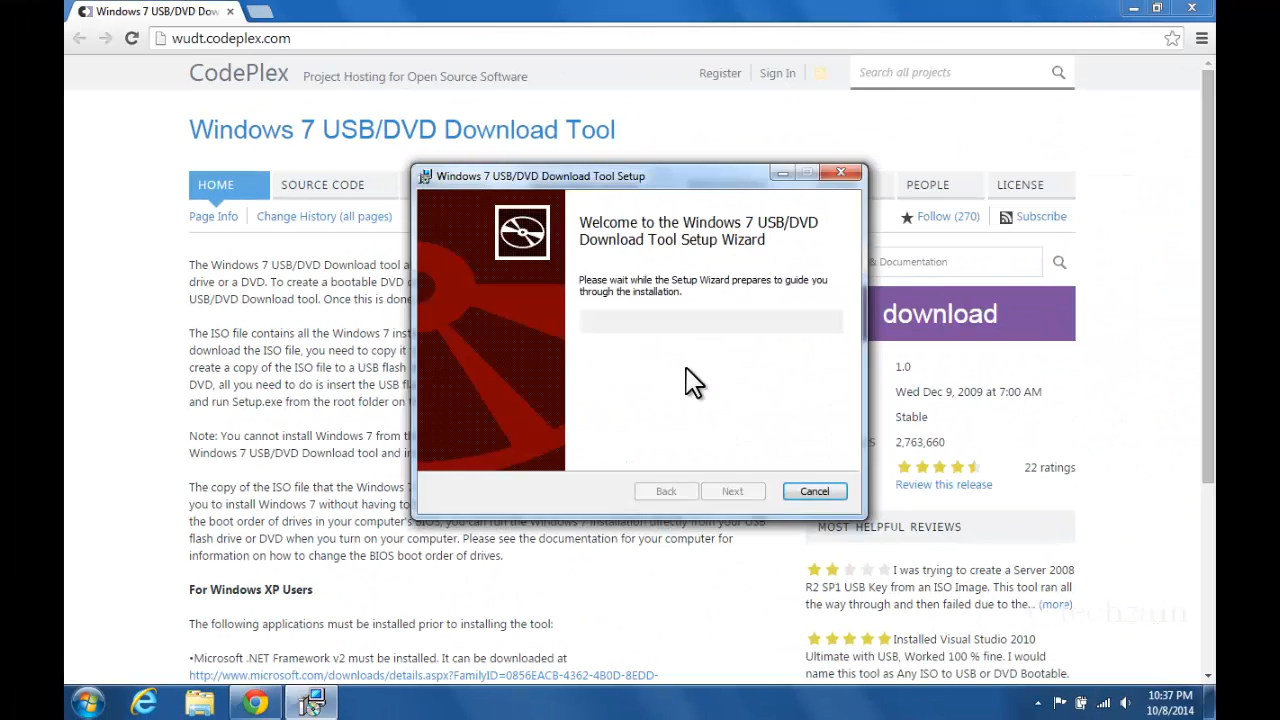 Windows 7 USB/DVD Dow
wudt.codeplex.com
CodePlex Project Hosting for Open Source Software
Register Sign In
Search all projects
Windows 7 USB/DVD Download Tool
HOME SOURCE CODE PEOPLE LICENSE
Page Info Change History (all pages)
Follow (270) Subscribe
Windows 7 USB/DVD Download Tool Setup
Welcome to the Windows 7 USB/DVD
Download Tool Setup Wizard
Please wait while the Setup Wizard prepares to guide you
through the installation.
Back Next Cancel
The Windows 7 USB/DVD Download tool
drive or a DVD. To create a bootable DVD
USB/DVD Download tool. Once this is done
The ISO file contains all the Windows 7
download the ISO file, you need to copy it
create a copy of the ISO file to a USB
DVD, all you need to do is insert the USB
and run Setup.exe from the root folder on
Note: You cannot install Windows 7 from
Windows 7 USB/DVD Download tool and
The copy of the ISO file that the Windows
you to install Windows 7 without having to
the boot order of drives in your computer's BIOS, you can run the Windows 7 installation directly from your USB
flash drive or DVD when you turn on your computer. Please see the documentation for your computer for
information on how to change the BIOS boot order of drives.
For Windows XP Users
The following applications must be installed prior to installing the tool:
•Microsoft .NET Framework v2 must be installed. It can be downloaded at
http://www.microsoft.com/downloads/details.aspx?FamilyID=0856EACB-4362-4B0D-8EDD-
& Documentation
download
1.0
Wed Dec 9, 2009 at 7:00 AM
Stable
2,763,660
22 ratings
Review this release
MOST HELPFUL REVIEWS
I was trying to create a Server 2008
R2 SP1 USB Key from an ISO Image. This tool ran all
the way through and then failed due to the... (more)
Installed Visual Studio 2010
Ultimate with USB, Worked 100 % fine. I would
name this tool as Any ISO to USB or DVD Bootable.
10:37 PM
10/8/2014